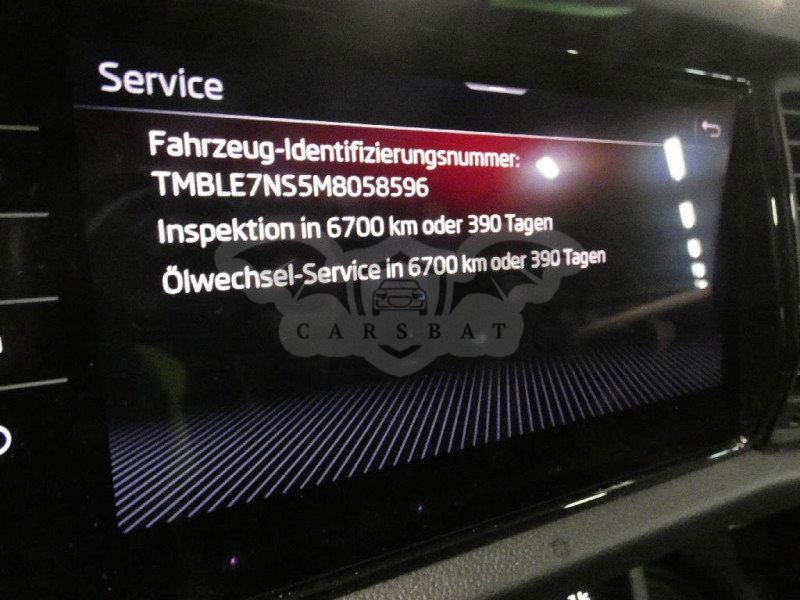 Service
Fahrzeug-Identifizierungsnummer:
TMBLE7NS5M8058596
Inspektion in 6700 km oder 390 Tagen
Ölwechsel-Service in 6700 km oder 390 Tagen
CARSBAT